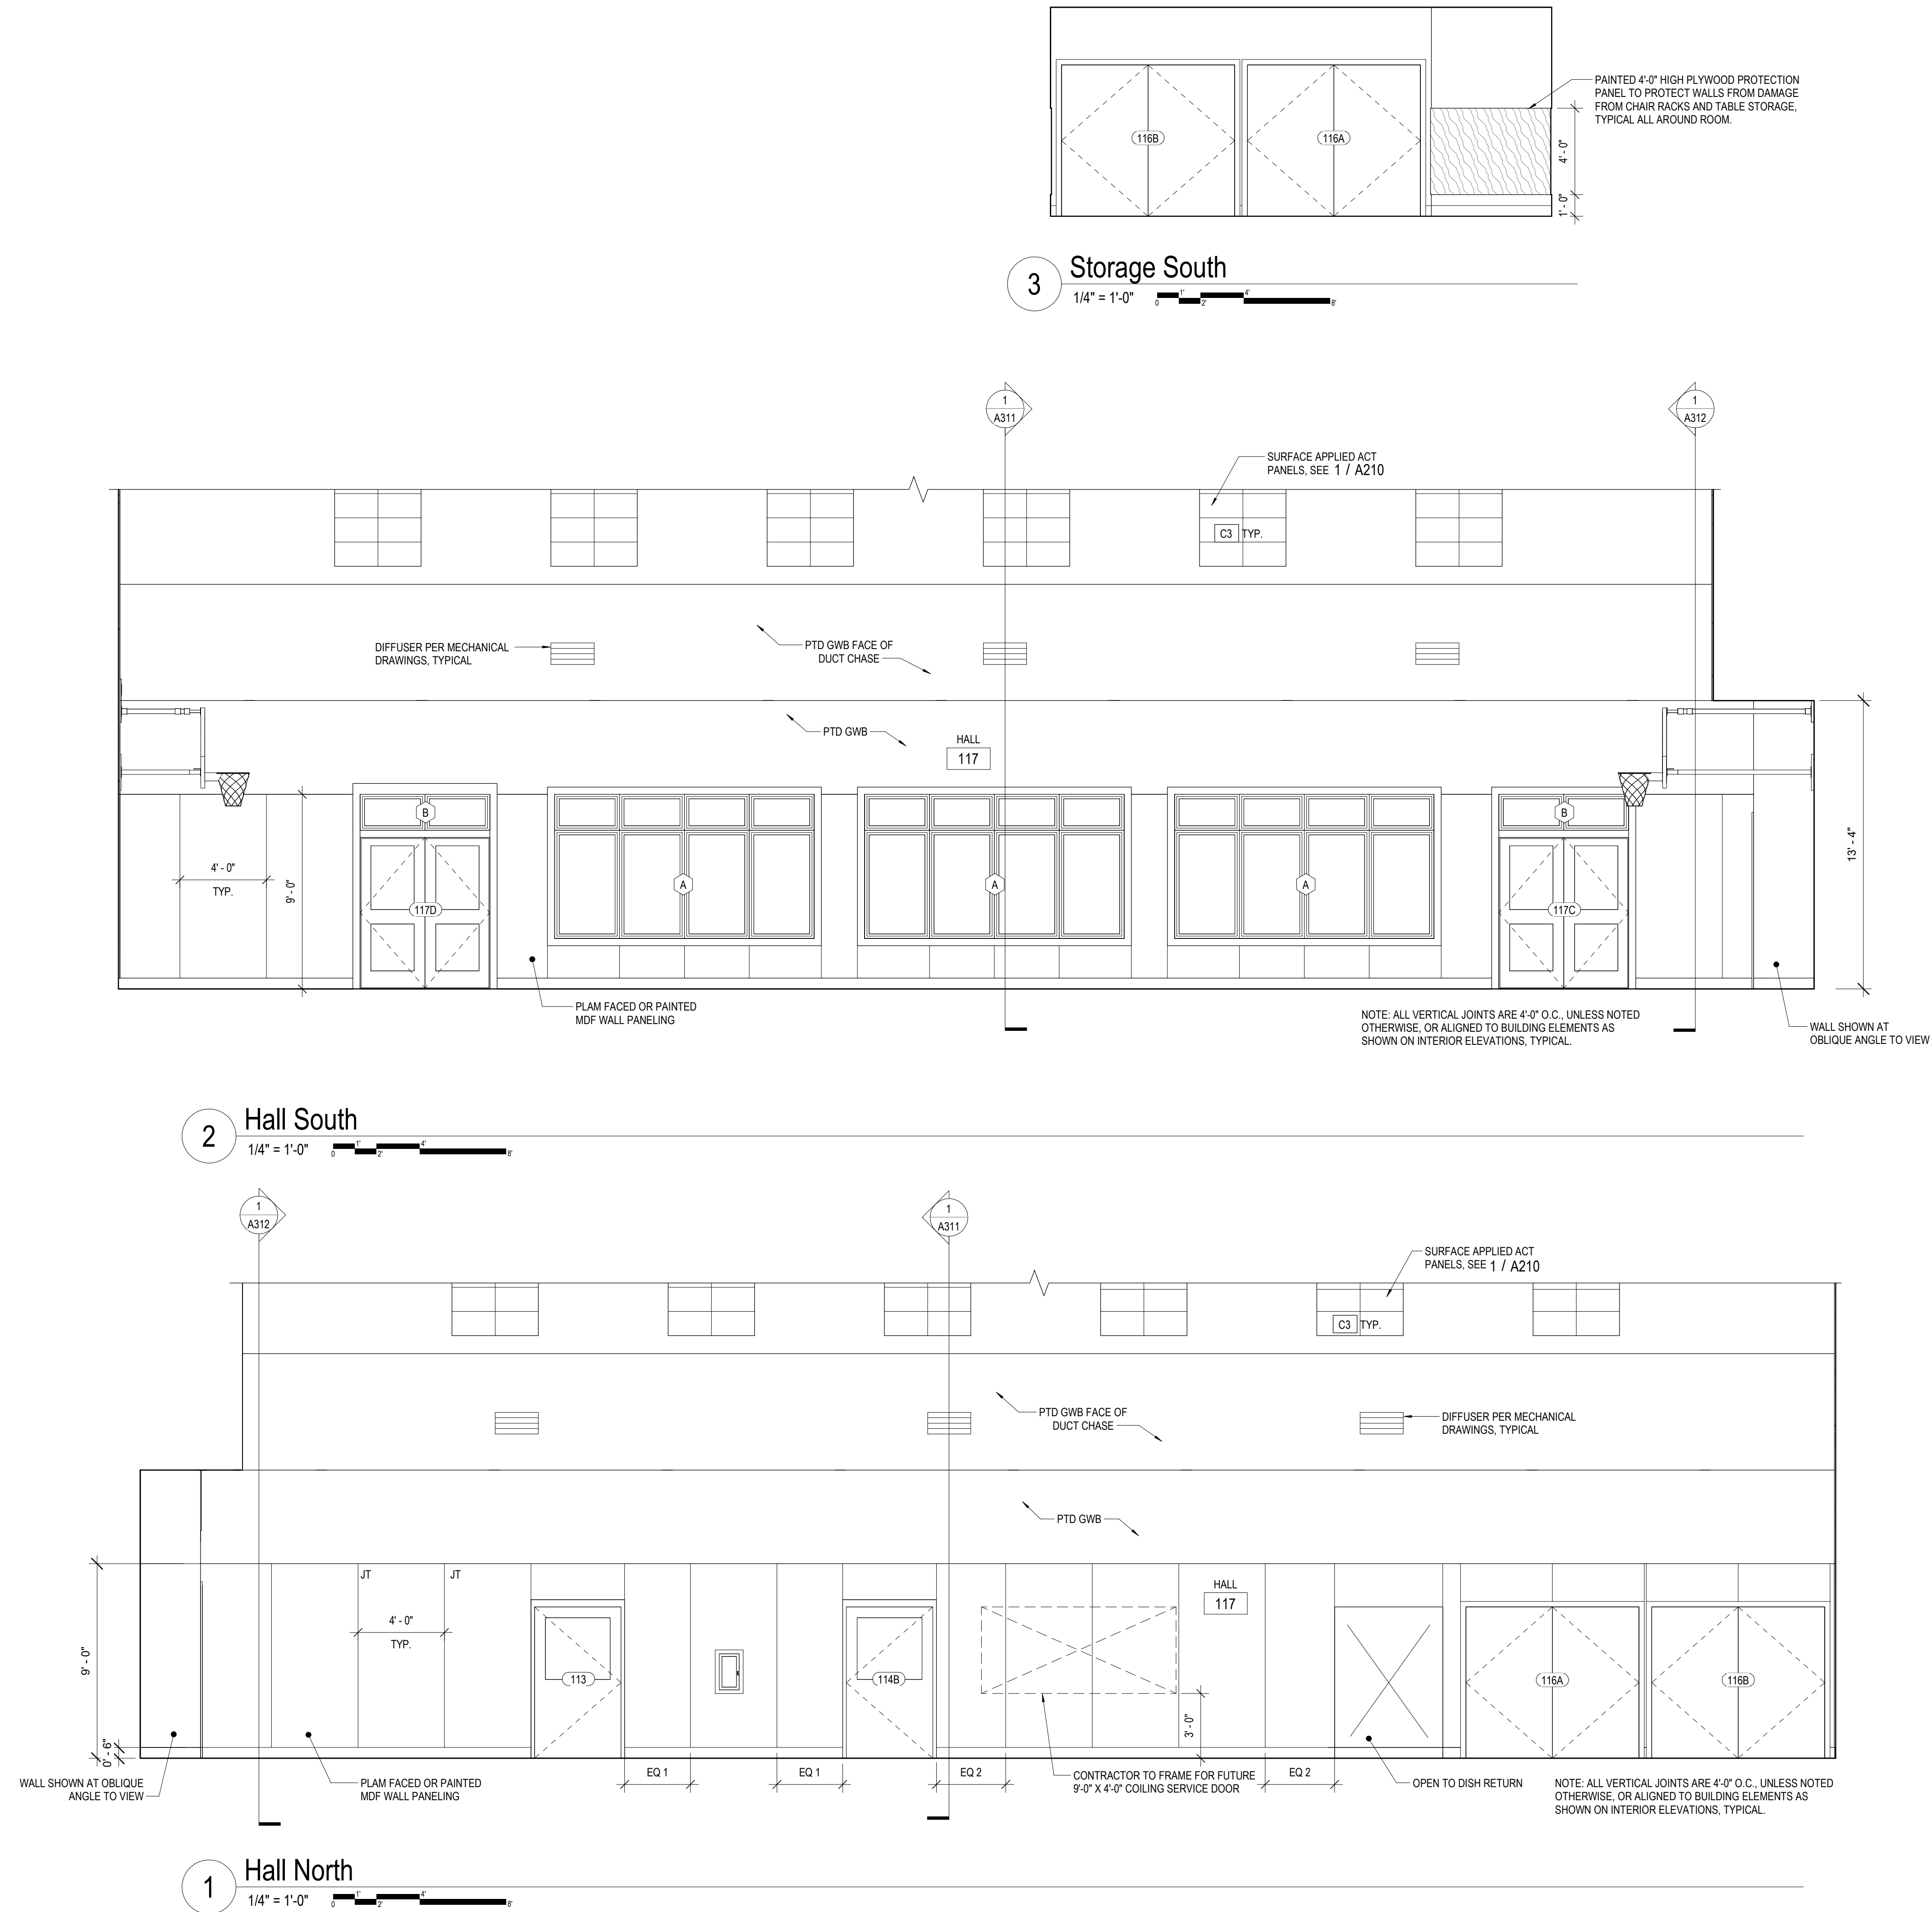 PAINTED 4'-0" HIGH PLYWOOD PROTECTION
PANEL TO PROTECT WALLS FROM DAMAGE
FROM CHAIR RACKS AND TABLE STORAGE,
TYPICAL ALL AROUND ROOM.
116B
116A
4' - 0"
1' - 0"
3
Storage South
1/4" = 1'-0"
0
1'
2'
4'
8'
1
A311
1
A312
SURFACE APPLIED ACT
PANELS, SEE 1 / A210
C3 TYP.
DIFFUSER PER MECHANICAL
DRAWINGS, TYPICAL
PTD GWB FACE OF
DUCT CHASE
PTD GWB
HALL
117
B
B
4' - 0"
TYP.
9' - 0"
13' - 4"
A
A
A
117D
117C
PLAM FACED OR PAINTED
MDF WALL PANELING
NOTE: ALL VERTICAL JOINTS ARE 4'-0" O.C., UNLESS NOTED
OTHERWISE, OR ALIGNED TO BUILDING ELEMENTS AS
SHOWN ON INTERIOR ELEVATIONS, TYPICAL.
WALL SHOWN AT
OBLIQUE ANGLE TO VIEW
2
Hall South
1/4" = 1'-0"
0
1'
2'
4'
8'
1
A312
1
A311
SURFACE APPLIED ACT
PANELS, SEE 1 / A210
C3 TYP.
PTD GWB FACE OF
DUCT CHASE
DIFFUSER PER MECHANICAL
DRAWINGS, TYPICAL
PTD GWB
JT
JT
HALL
117
4' - 0"
TYP.
9' - 0"
0' - 6"
113
114B
116A
116B
3' - 0"
EQ 1
EQ 1
EQ 2
EQ 2
WALL SHOWN AT OBLIQUE
ANGLE TO VIEW
PLAM FACED OR PAINTED
MDF WALL PANELING
CONTRACTOR TO FRAME FOR FUTURE
9'-0" X 4'-0" COILING SERVICE DOOR
OPEN TO DISH RETURN
NOTE: ALL VERTICAL JOINTS ARE 4'-0" O.C., UNLESS NOTED
OTHERWISE, OR ALIGNED TO BUILDING ELEMENTS AS
SHOWN ON INTERIOR ELEVATIONS, TYPICAL.
1
Hall North
1/4" = 1'-0"
0
1'
2'
4'
8'